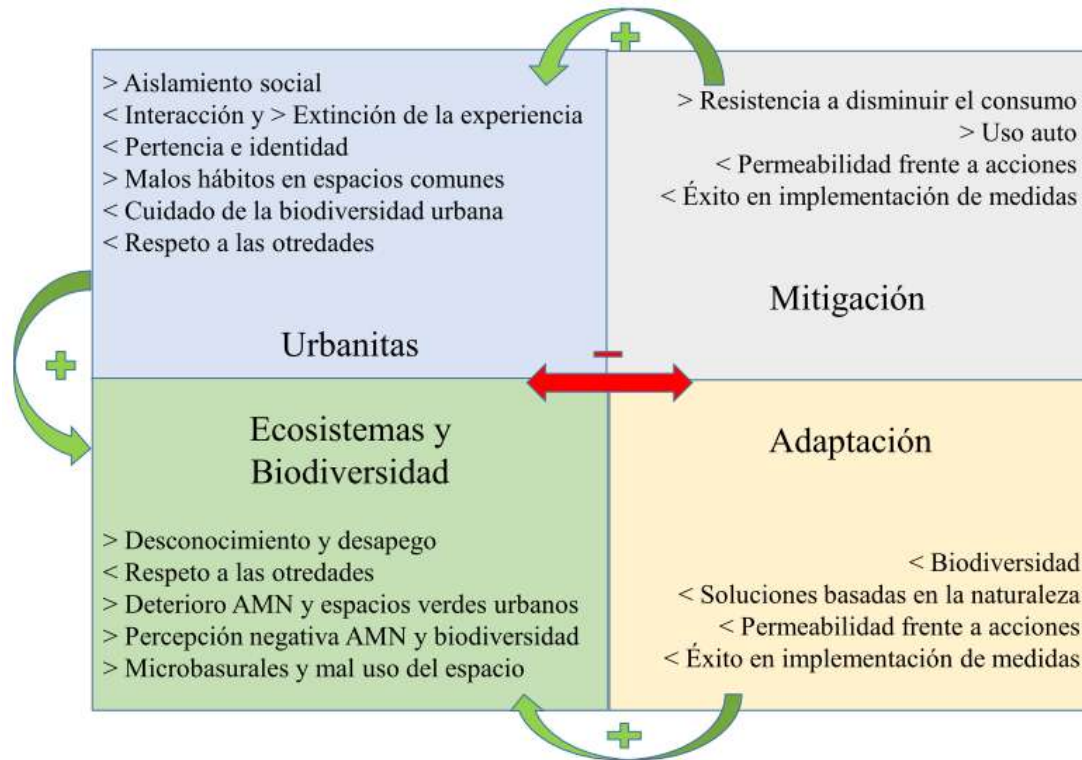 > Aislamiento social
< Interacción y > Extinción de la experiencia
< Pertencia e identidad
> Malos hábitos en espacios comunes
< Cuidado de la biodiversidad urbana
< Respeto a las otredades
Urbanitas
> Resistencia a disminuir el consumo
> Uso auto
< Permeabilidad frente a acciones
< Éxito en implementación de medidas
Mitigación
Ecosistemas y
Biodiversidad
> Desconocimiento y desapego
< Respeto a las otredades
> Deterioro AMN y espacios verdes urbanos
> Percepción negativa AMN y biodiversidad
> Microbasurales y mal uso del espacio
Adaptación
< Biodiversidad
< Soluciones basadas en la naturaleza
< Permeabilidad frente a acciones
< Éxito en implementación de medidas